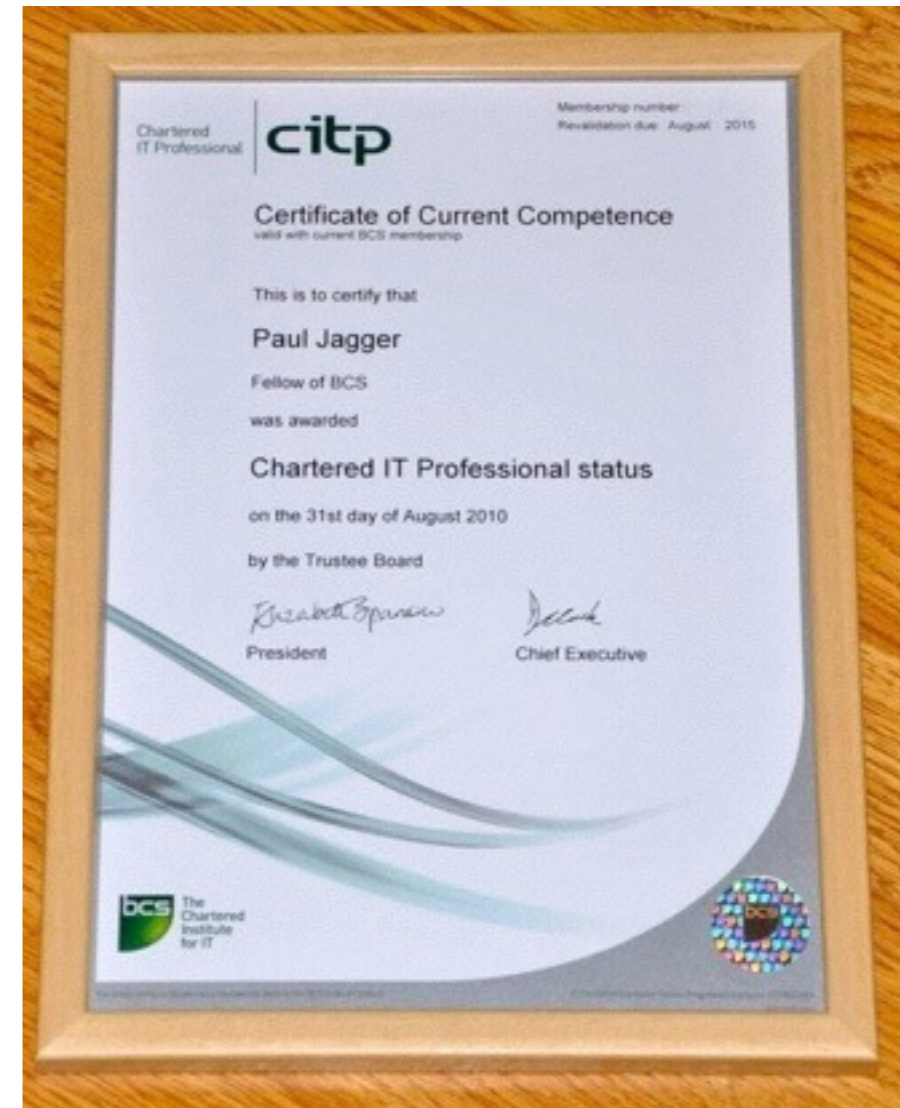 Chartered
IT Professional
citp
Membership number
Revalidation due August 2015
Certificate of Current Competence
valid with current BCS membership
This is to certify that
Paul Jagger
Fellow of BCS
was awarded
Chartered IT Professional status
on the 31st day of August 2010
by the Trustee Board
Elizabeth Sparrow
President
Chief Executive
bcs
The
Chartered
Institute
for IT
bcs